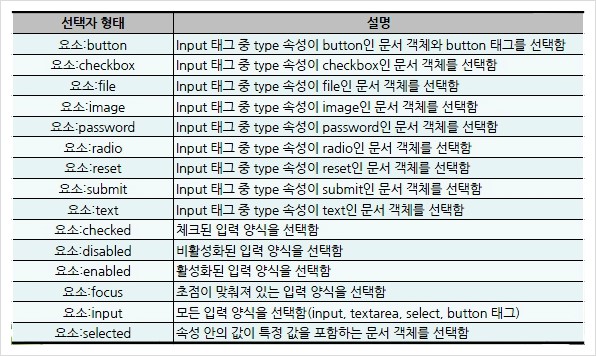 선택자 형태 설명
요소:button Input 태그 중 type 속성이 button인 문서 객체와 button 태그를 선택함
요소:checkbox Input 태그 중 type 속성이 checkbox인 문서 객체를 선택함
요소:file Input 태그 중 type 속성이 file인 문서 객체를 선택함
요소:image Input 태그 중 type 속성이 image인 문서 객체를 선택함
요소:password Input 태그 중 type 속성이 password인 문서 객체를 선택함
요소:radio Input 태그 중 type 속성이 radio인 문서 객체를 선택함
요소:reset Input 태그 중 type 속성이 reset인 문서 객체를 선택함
요소:submit Input 태그 중 type 속성이 submit인 문서 객체를 선택함
요소:text Input 태그 중 type 속성이 text인 문서 객체를 선택함
요소:checked 체크된 입력 양식을 선택함
요소:disabled 비활성화된 입력 양식을 선택함
요소:enabled 활성화된 입력 양식을 선택함
요소:focus 초점이 맞춰져 있는 입력 양식을 선택함
요소:input 모든 입력 양식을 선택함(input, textarea, select, button 태그)
요소:selected 속성 안의 값이 특정 값을 포함하는 문서 객체를 선택함